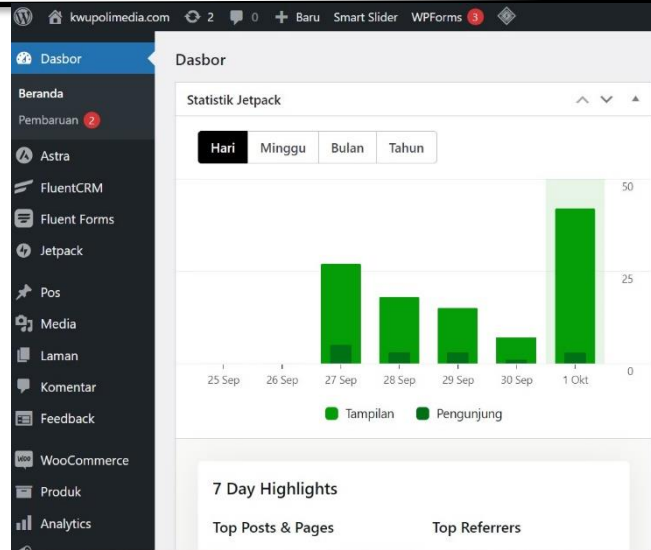 kwupolimedia.com 2 0 + Baru Smart Slider WPForms 3
Dasbor
Beranda
Pembaruan 2
Astra
FluentCRM
Fluent Forms
Jetpack
Pos
Media
Laman
Komentar
Feedback
WooCommerce
Produk
Analytics
Dasbor
Statistik Jetpack
Hari Minggu Bulan Tahun
50
25
0
25 Sep 26 Sep 27 Sep 28 Sep 29 Sep 30 Sep 1 Okt
Tampilan Pengunjung
7 Day Highlights
Top Posts & Pages Top Referrers